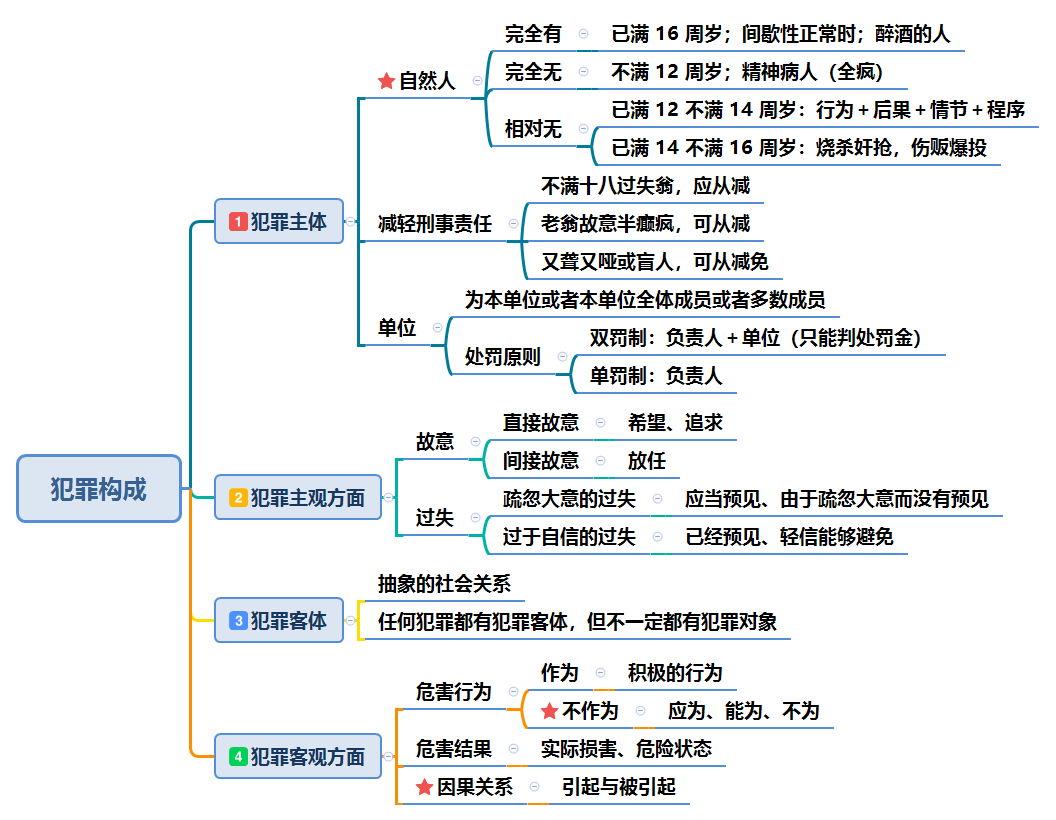 犯罪构成
1 犯罪主体
自然人
完全有
已满 16 周岁；间歇性正常时；醉酒的人
完全无
不满 12 周岁；精神病人（全疯）
相对无
已满 12 不满 14 周岁：行为＋后果＋情节＋程序
已满 14 不满 16 周岁：烧杀奸抢，伤贩爆投
减轻刑事责任
不满十八过失翁，应从减
老翁故意半癫疯，可从减
又聋又哑或盲人，可从减免
单位
为本单位或者本单位全体成员或者多数成员
处罚原则
双罚制：负责人＋单位（只能判处罚金）
单罚制：负责人
2 犯罪主观方面
故意
直接故意
希望、追求
间接故意
放任
过失
疏忽大意的过失
应当预见、由于疏忽大意而没有预见
过于自信的过失
已经预见、轻信能够避免
3 犯罪客体
抽象的社会关系
任何犯罪都有犯罪客体，但不一定都有犯罪对象
4 犯罪客观方面
危害行为
作为
积极的行为
不作为
应为、能为、不为
危害结果
实际损害、危险状态
因果关系
引起与被引起